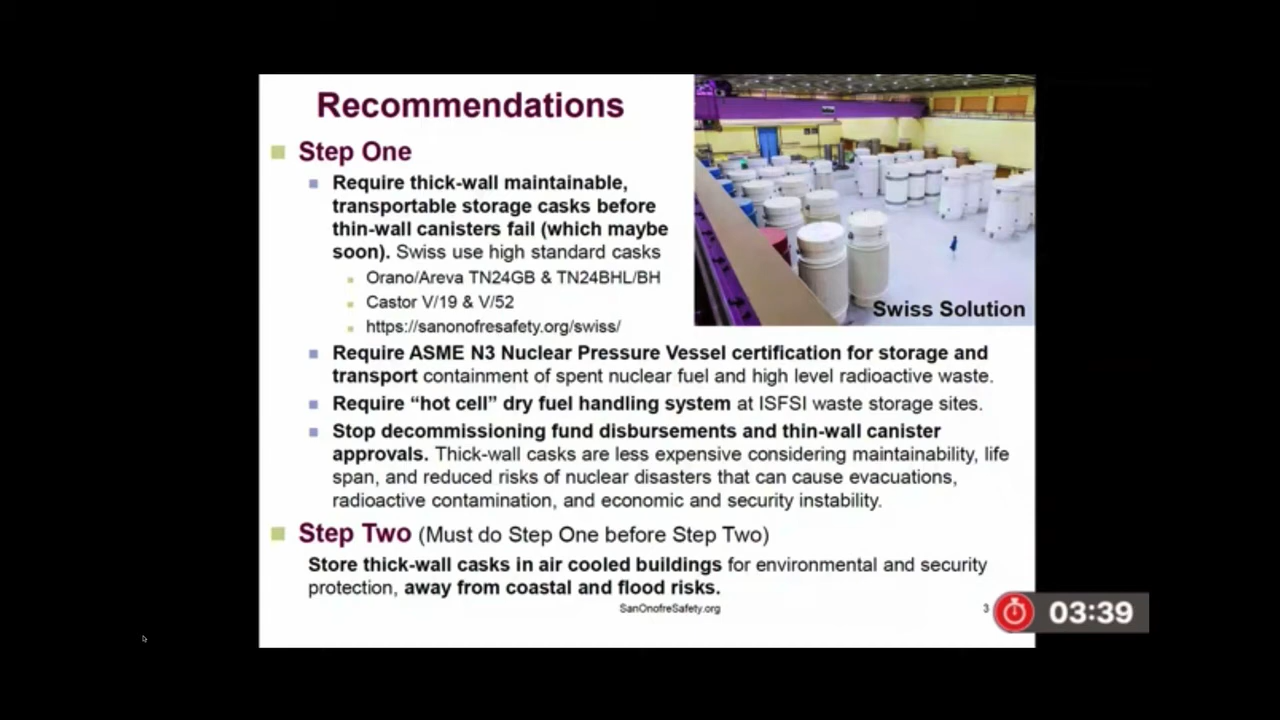 Recommendations
Step One
Require thick-wall maintainable,
transportable storage casks before
thin-wall canisters fail (which maybe
soon). Swiss use high standard casks
Orano/Areva TN24GB & TN24BHL/BH
Castor V/19 & V/52
https://sanonofresafety.org/swiss/
Swiss Solution
Require ASME N3 Nuclear Pressure Vessel certification for storage and
transport containment of spent nuclear fuel and high level radioactive waste.
Require “hot cell” dry fuel handling system at ISFSI waste storage sites.
Stop decommissioning fund disbursements and thin-wall canister
approvals. Thick-wall casks are less expensive considering maintainability, life
span, and reduced risks of nuclear disasters that can cause evacuations,
radioactive contamination, and economic and security instability.
Step Two (Must do Step One before Step Two)
Store thick-wall casks in air cooled buildings for environmental and security
protection, away from coastal and flood risks.
SanOnofreSafety.org
3
03:39